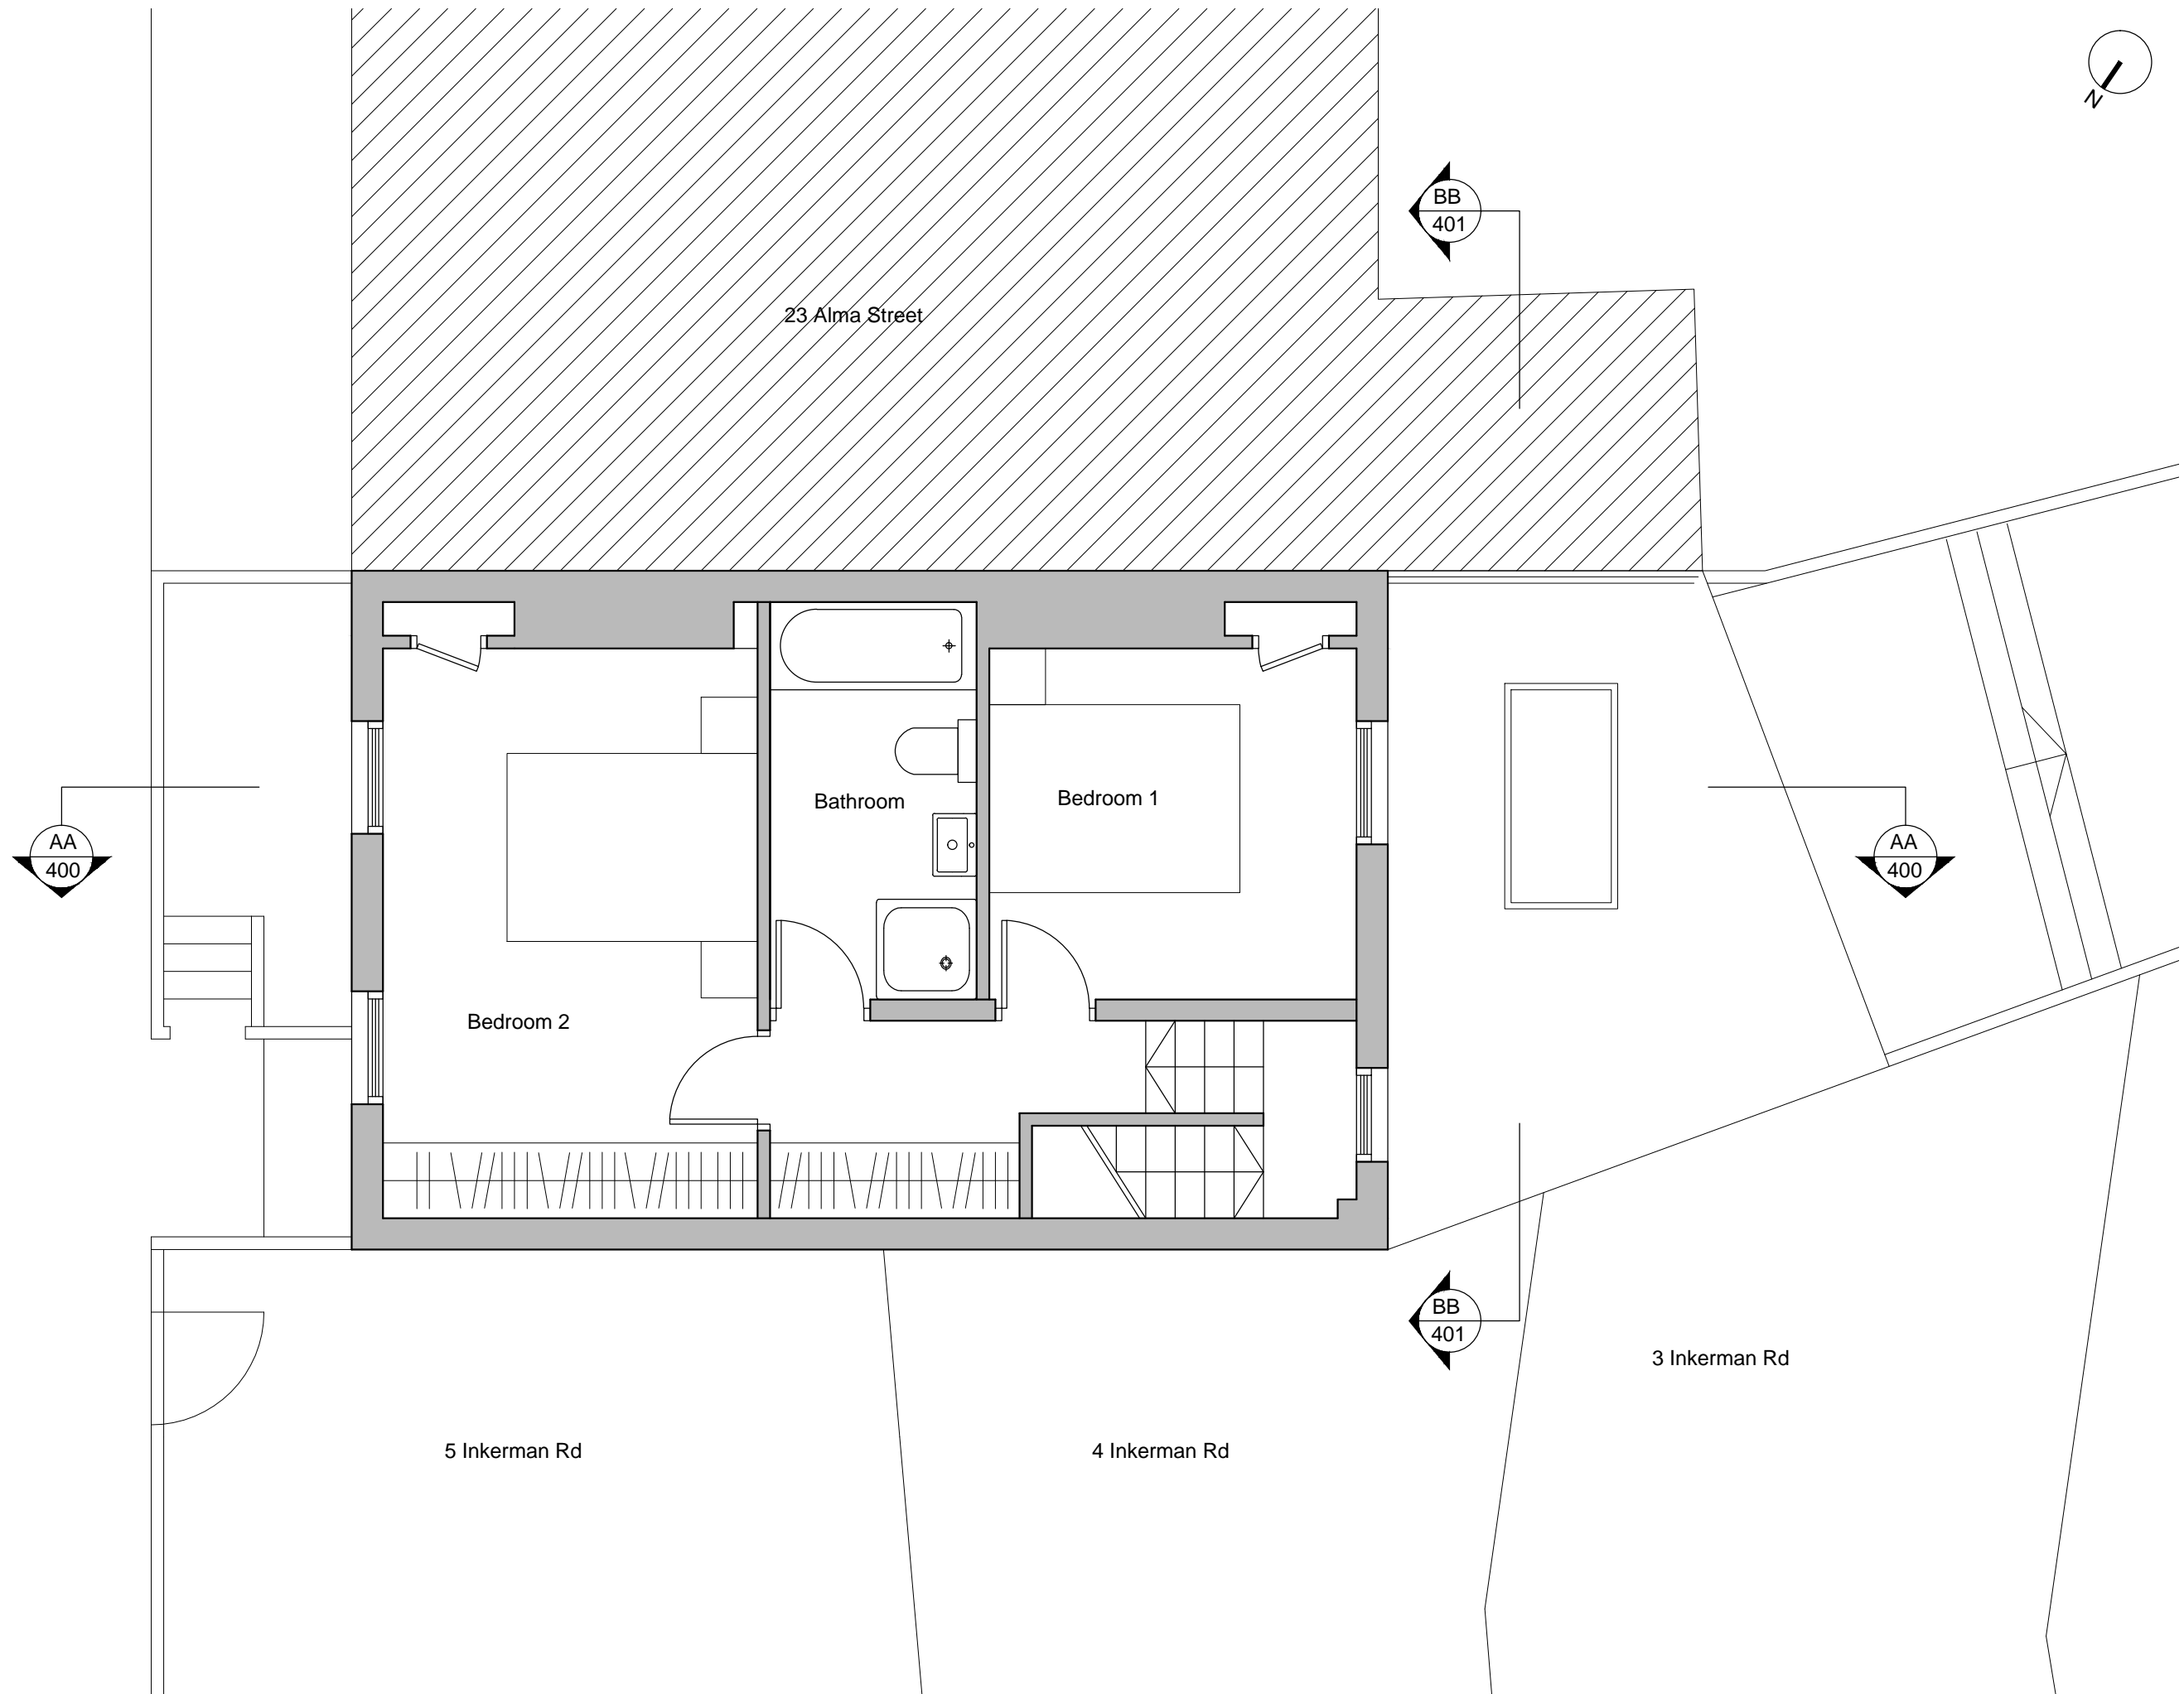 N
BB
401
23 Alma Street
Bathroom
Bedroom 1
AA
400
AA
400
Bedroom 2
BB
401
3 Inkerman Rd
5 Inkerman Rd
4 Inkerman Rd